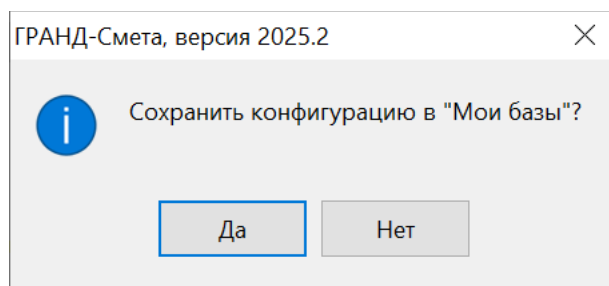 ГРАНД-Смета, версия 2025.2
Сохранить конфигурацию в "Мои базы"?
Да
Нет